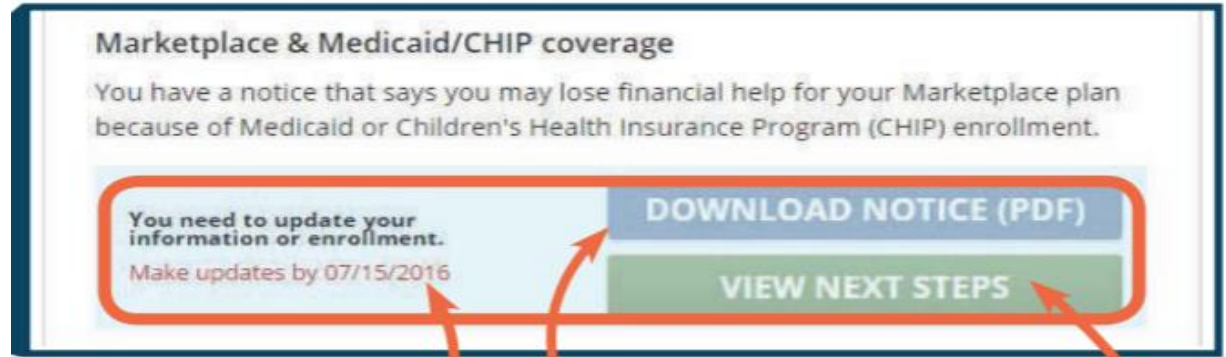 Marketplace & Medicaid/CHIP coverage
You have a notice that says you may lose financial help for your Marketplace plan
because of Medicaid or Children's Health Insurance Program (CHIP) enrollment.
You need to update your
information or enrollment.
Make updates by 07/15/2016
DOWNLOAD NOTICE (PDF)
VIEW NEXT STEPS